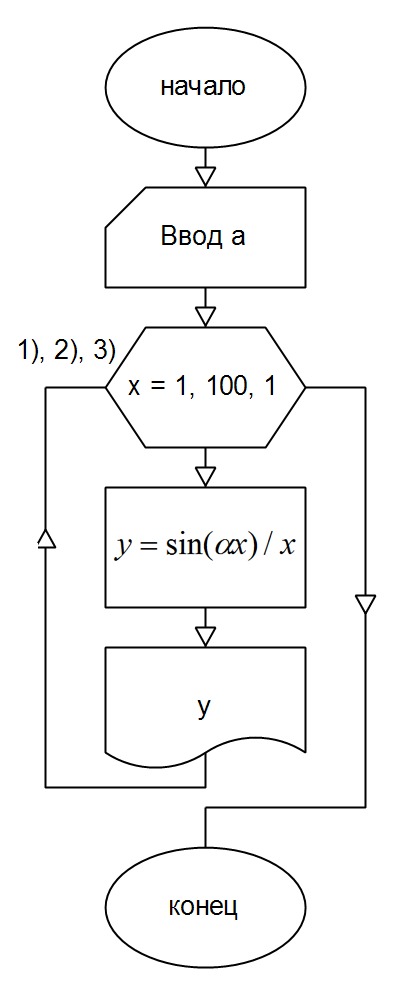 начало
Ввод a
1), 2), 3)
x = 1, 100, 1
y = sin(αx) / x
y
конец